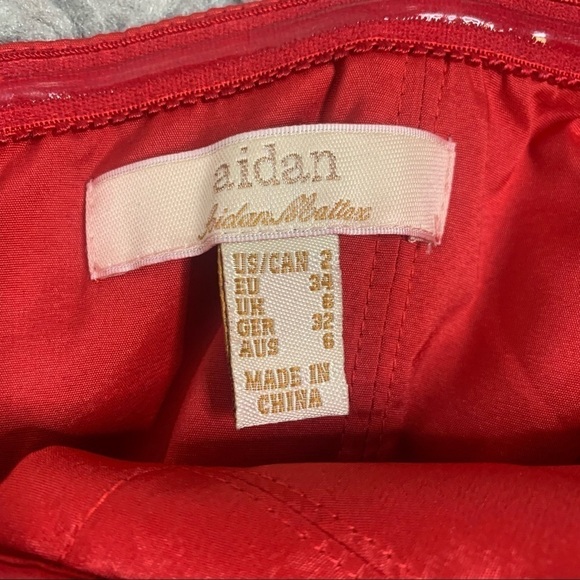 aidan
Aidan Mattox
US/CAN 2
EU 34
UK 6
GER 32
AUS 6
MADE IN
CHINA